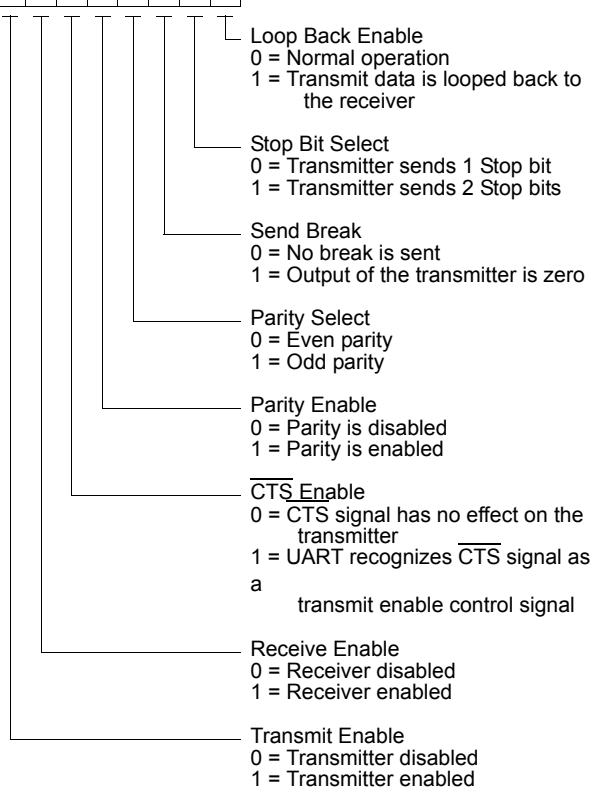 Loop Back Enable
0 = Normal operation
1 = Transmit data is looped back to
the receiver
Stop Bit Select
0 = Transmitter sends 1 Stop bit
1 = Transmitter sends 2 Stop bits
Send Break
0 = No break is sent
1 = Output of the transmitter is zero
Parity Select
0 = Even parity
1 = Odd parity
Parity Enable
0 = Parity is disabled
1 = Parity is enabled
CTS Enable
0 = CTS signal has no effect on the
transmitter
1 = UART recognizes CTS signal as
a
transmit enable control signal
Receive Enable
0 = Receiver disabled
1 = Receiver enabled
Transmit Enable
0 = Transmitter disabled
1 = Transmitter enabled